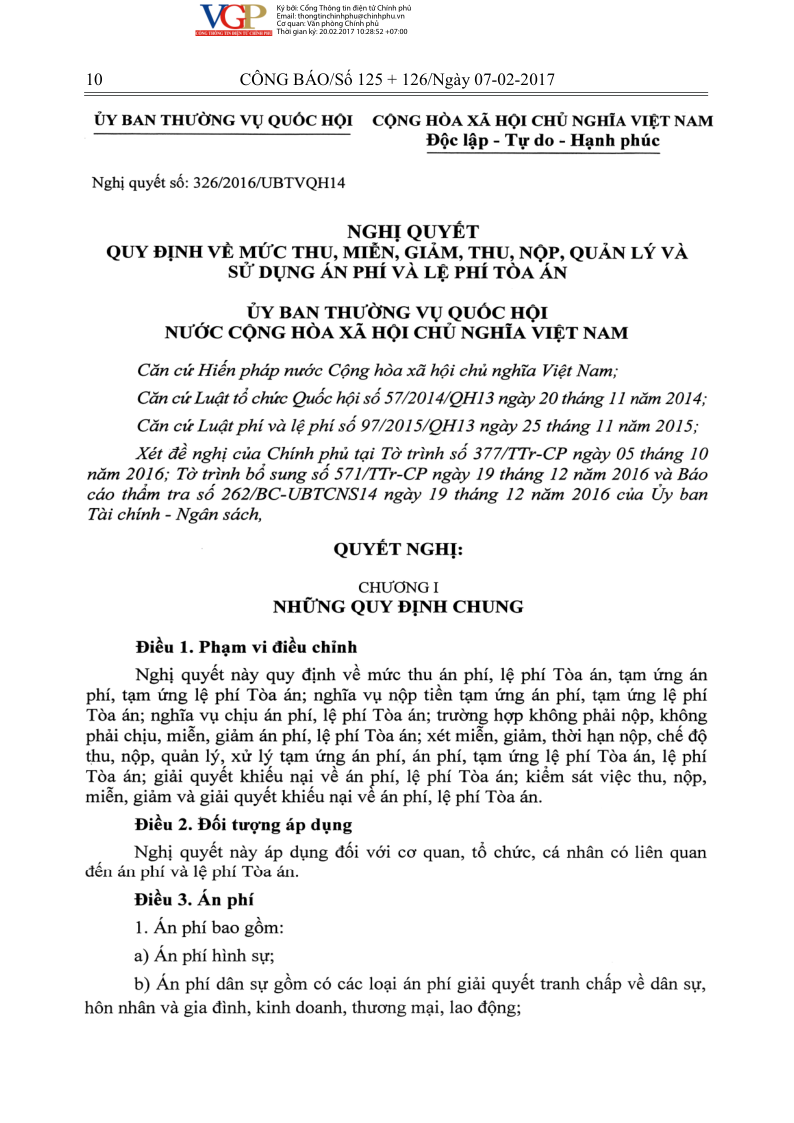 VGP
CỔNG THÔNG TIN ĐIỆN TỬ CHÍNH PHỦ
Ký bởi: Cổng Thông tin điện tử Chính phủ
Email: thongtinchinhphu@chinhphu.vn
Cơ quan: Văn phòng Chính phủ
Thời gian ký: 20.02.2017 10:28:52 +07:00
10 CÔNG BÁO/Số 125 + 126/Ngày 07-02-2017
ỦY BAN THƯỜNG VỤ QUỐC HỘI CỘNG HÒA XÃ HỘI CHỦ NGHĨA VIỆT NAM
Độc lập - Tự do - Hạnh phúc
Nghị quyết số: 326/2016/UBTVQH14
NGHỊ QUYẾT
QUY ĐỊNH VỀ MỨC THU, MIỄN, GIẢM, THU, NỘP, QUẢN LÝ VÀ
SỬ DỤNG ÁN PHÍ VÀ LỆ PHÍ TÒA ÁN
ỦY BAN THƯỜNG VỤ QUỐC HỘI
NƯỚC CỘNG HÒA XÃ HỘI CHỦ NGHĨA VIỆT NAM
Căn cứ Hiến pháp nước Cộng hòa xã hội chủ nghĩa Việt Nam;
Căn cứ Luật tổ chức Quốc hội số 57/2014/QH13 ngày 20 tháng 11 năm 2014;
Căn cứ Luật phí và lệ phí số 97/2015/QH13 ngày 25 tháng 11 năm 2015;
Xét đề nghị của Chính phủ tại Tờ trình số 377/TTr-CP ngày 05 tháng 10
năm 2016; Tờ trình bổ sung số 571/TTr-CP ngày 19 tháng 12 năm 2016 và Báo
cáo thẩm tra số 262/BC-UBTCNS14 ngày 19 tháng 12 năm 2016 của Ủy ban
Tài chính - Ngân sách,
QUYẾT NGHỊ:
CHƯƠNG I
NHỮNG QUY ĐỊNH CHUNG
Điều 1. Phạm vi điều chỉnh
Nghị quyết này quy định về mức thu án phí, lệ phí Tòa án, tạm ứng án
phí, tạm ứng lệ phí Tòa án; nghĩa vụ nộp tiền tạm ứng án phí, tạm ứng lệ phí
Tòa án; nghĩa vụ chịu án phí, lệ phí Tòa án; trường hợp không phải nộp, không
phải chịu, miễn, giảm án phí, lệ phí Tòa án; xét miễn, giảm, thời hạn nộp, chế độ
thu, nộp, quản lý, xử lý tạm ứng án phí, án phí, tạm ứng lệ phí Tòa án, lệ phí
Tòa án; giải quyết khiếu nại về án phí, lệ phí Tòa án; kiểm sát việc thu, nộp,
miễn, giảm và giải quyết khiếu nại về án phí, lệ phí Tòa án.
Điều 2. Đối tượng áp dụng
Nghị quyết này áp dụng đối với cơ quan, tổ chức, cá nhân có liên quan
đến án phí và lệ phí Tòa án.
Điều 3. Án phí
1. Án phí bao gồm:
a) Án phí hình sự;
b) Án phí dân sự gồm có các loại án phí giải quyết tranh chấp về dân sự,
hôn nhân và gia đình, kinh doanh, thương mại, lao động;